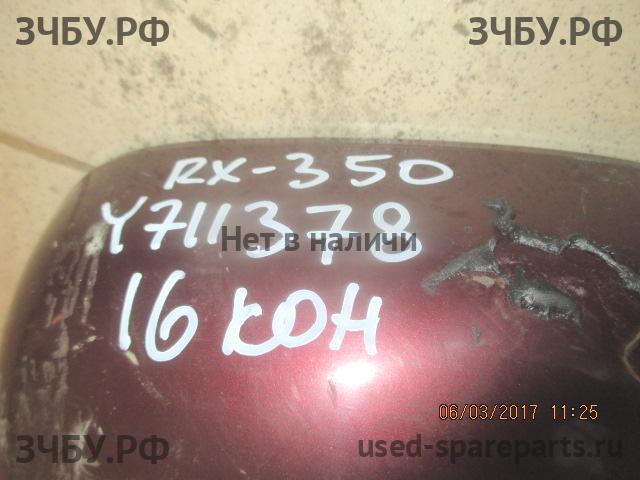 ЗЧБУ.РФ ЗЧБУ.РФ
RX-350
Y711378
Нет в наличи
16 КОН
06/03/2017 11:25
ЗЧБУ.РФ used-spareparts.ru